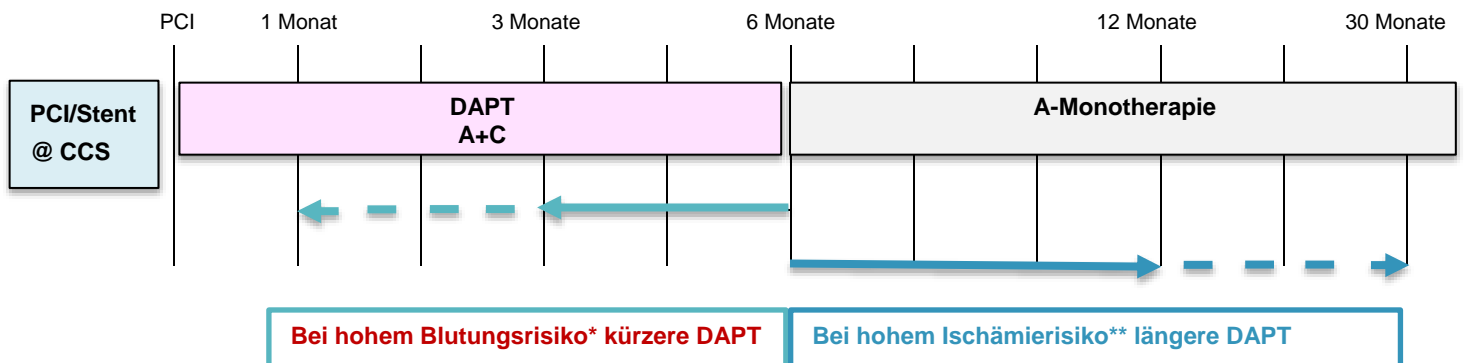 PCI 1 Monat 3 Monate 6 Monate 12 Monate 30 Monate
PCI/Stent
@ CCS
DAPT
A+C
A-Monotherapie
Bei hohem Blutungsrisiko* kürzere DAPT
Bei hohem Ischämierisiko** längere DAPT